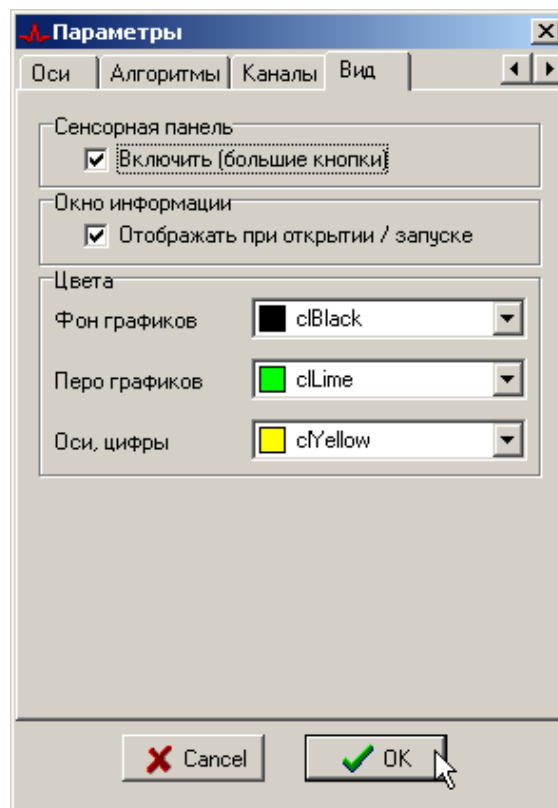 Параметры
Оси Алгоритмы Каналы Вид
Сенсорная панель
Включить (большие кнопки)
Окно информации
Отображать при открытии / запуске
Цвета
Фон графиков clBlack
Перо графиков clLime
Оси, цифры clYellow
Cancel OK